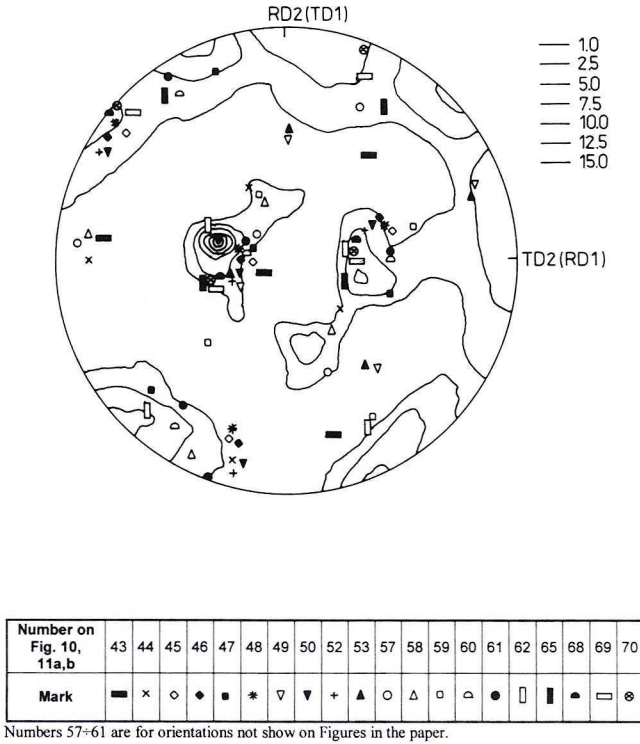 RD2(TD1)
1.0
2.5
5.0
7.5
10.0
12.5
15.0
TD2(RD1)
Number on Fig. 10, 11a,b 43 44 45 46 47 48 49 50 52 53 57 58 59 60 61 62 65 68 69 70
Mark
Numbers 57÷61 are for orientations not show on Figures in the paper.